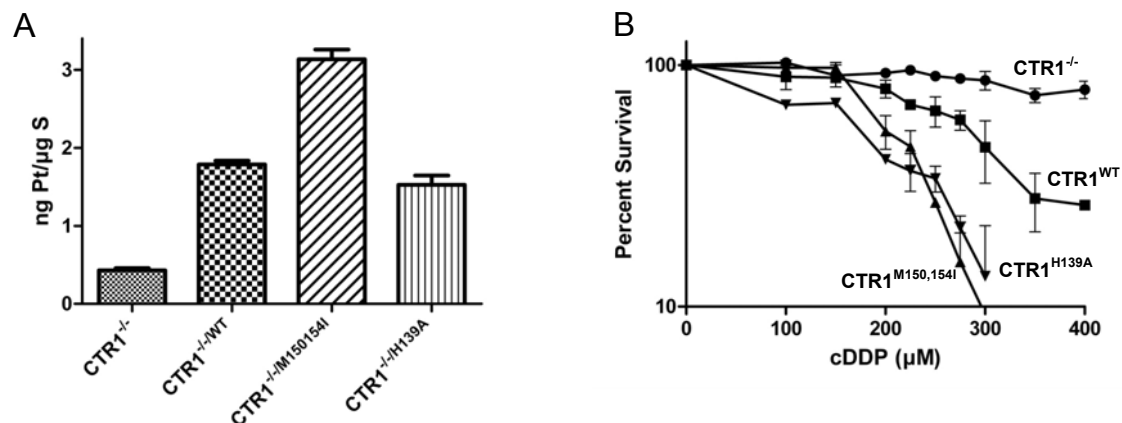 A
ng Pt/µg S
3
2
1
0
CTR1⁻/⁻
CTR1⁻/⁻/WT
CTR1⁻/⁻/M150154I
CTR1⁻/⁻/H139A
B
Percent Survival
100
10
CTR1⁻/⁻
CTR1ᵂᵀ
CTR1ᴴ¹³⁹ᴬ
CTR1ᴹ¹⁵⁰,¹⁵⁴ᴵ
0 100 200 300 400
cDDP (µM)